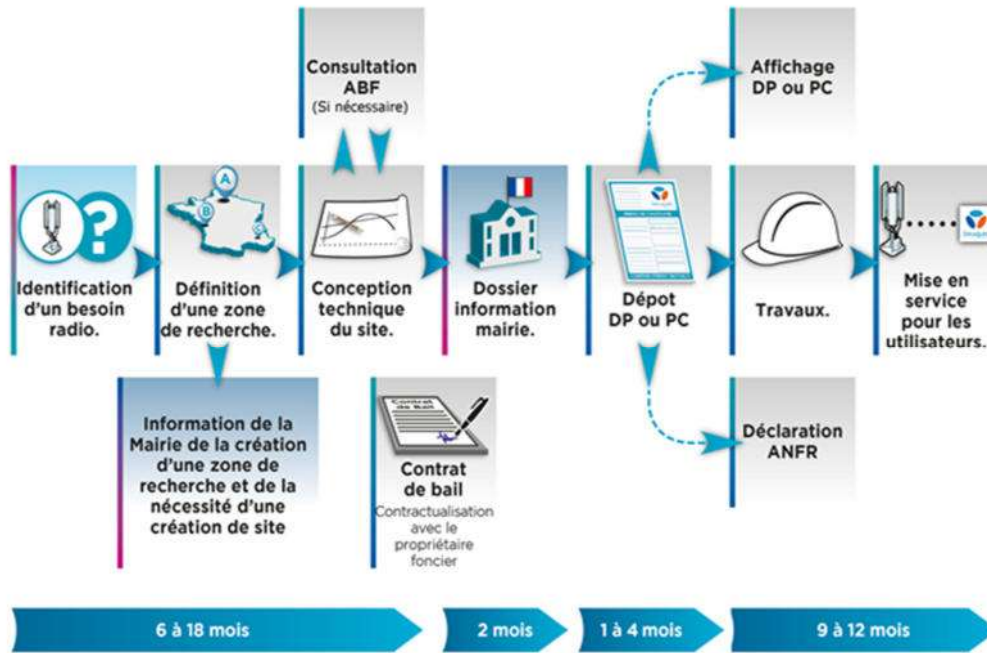 Consultation
ABF
(Si nécessaire)
Affichage
DP ou PC
A
B
C
Identification
d'un besoin
radio.
Définition
d'une zone
de recherche.
Conception
technique
du site.
Dossier
information
mairie.
Dépot
DP ou PC
Travaux.
Mise en
service
pour les
utilisateurs.
Information de la
Mairie de la création
d'une zone de
recherche et de la
nécessité d'une
création de site
Contrat
de Bail
Contrat
de bail
Contractualisation
avec le
propriétaire
foncier
Déclaration
ANFR
6 à 18 mois
2 mois
1 à 4 mois
9 à 12 mois